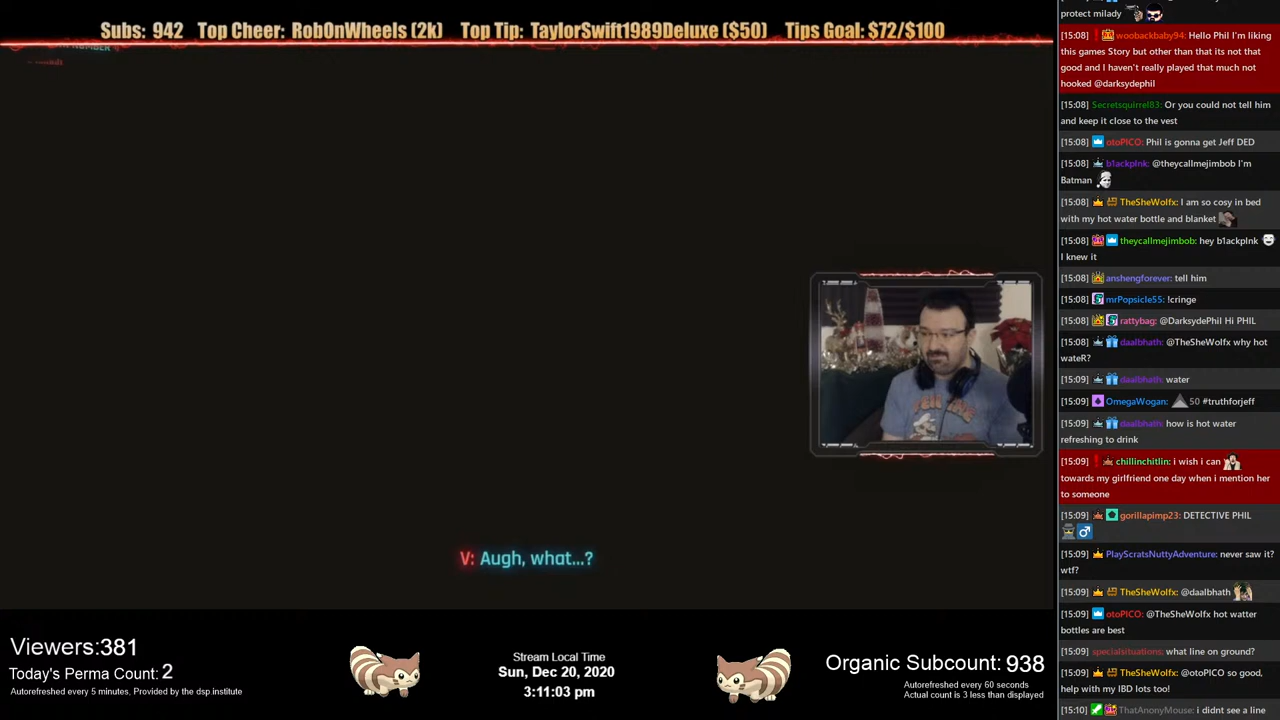 Subs: 942 Top Cheer: RobOnWheels (2k) Top Tip: TaylorSwift1989Deluxe ($50) Tips Goal: $72/$100
V: Augh, what...?
Viewers:381
Today's Perma Count: 2
Autorefreshed every 5 minutes, Provided by the dsp institute
Stream Local Time
Sun, Dec 20, 2020
3:11:03 pm
Organic Subcount: 938
Autorefreshed every 60 seconds
Actual count is 3 less than displayed
protect milady
[15:08] woobackbaby94: Hello Phil I'm liking
this games Story but other than that its not that
good and I haven't really played that much not
hooked @darksydephil
[15:08] Secretsquirrel83: Or you could not tell him
and keep it close to the vest
[15:08] otoPICO: Phil is gonna get Jeff DED
[15:08] b1ackpInk: @theycallmejimbob I'm
Batman
[15:08] TheSheWolfx: I am so cosy in bed
with my hot water bottle and blanket
[15:08] theycallmejimbob: hey b1ackpInk
I knew it
[15:08] anshengforever: tell him
[15:08] mrPopsicle55: !cringe
[15:08] rattybag: @DarksydePhil Hi PHIL
[15:08] daalbhath: @TheSheWolfx why hot
wateR?
[15:09] daalbhath: water
[15:09] OmegaWogan: 50 #truthforjeff
[15:09] daalbhath: how is hot water
refreshing to drink
[15:09] chillinchitlin: i wish i can
towards my girlfriend one day when i mention her
to someone
[15:09] gorillapimp23: DETECTIVE PHIL
[15:09] PlayScratsNuttyAdventure: never saw it?
wtf?
[15:09] TheSheWolfx: @daalbhath
[15:09] otoPICO: @TheSheWolfx hot watter
bottles are best
[15:09] specialsituations: what line on ground?
[15:09] TheSheWolfx: @otoPICO so good,
help with my IBD lots too!
[15:10] ThatAnonyMouse: i didnt see a line